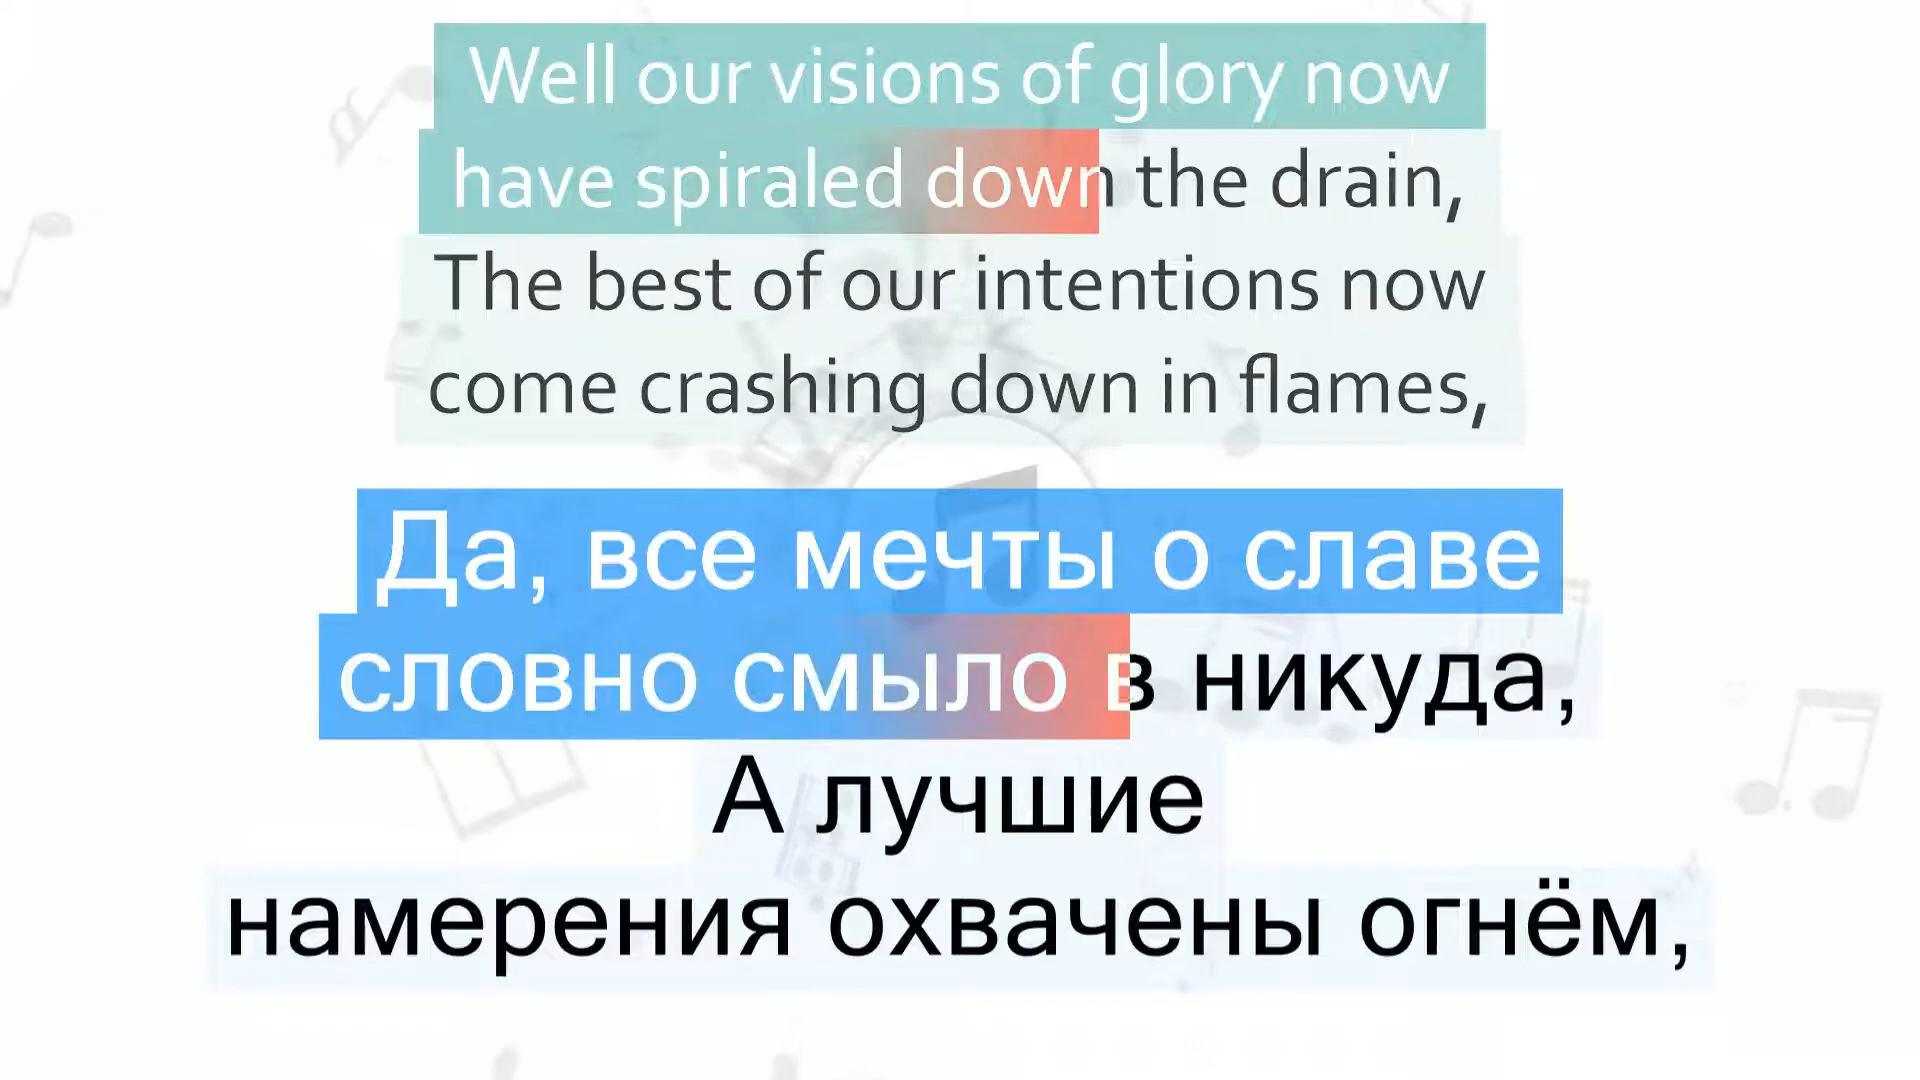 Well our visions of glory now
have spiraled down the drain,
The best of our intentions now
come crashing down in flames,
Да, все мечты о славе
словно смыло в никуда,
А лучшие
намерения охвачены огнём,